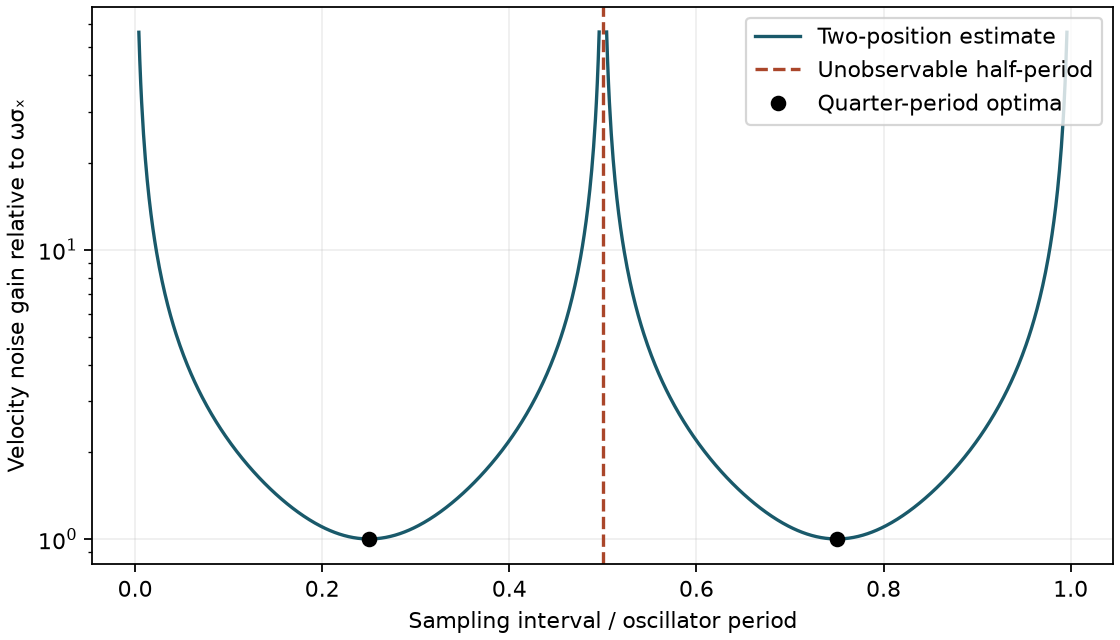 Two-position estimate
Unobservable half-period
Quarter-period optima
Velocity noise gain relative to ωσₓ
10¹
10⁰
0.0 0.2 0.4 0.6 0.8 1.0
Sampling interval / oscillator period